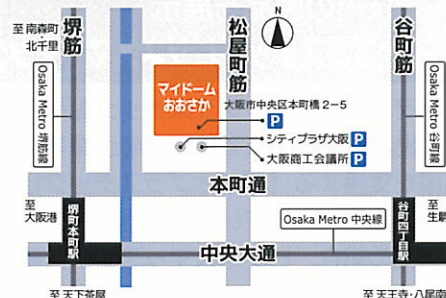 至 南森町
・
北千里
堺筋
松屋町筋
N
谷町筋
Osaka Metro 堺筋線
マイドーム
おおさか
大阪市中央区本町橋 2−5
P
シティプラザ大阪 P
大阪商工会議所 P
Osaka Metro 谷町線
本町通
至
大阪港
堺町本町駅
Osaka Metro 中央線
谷町四丁目駅
至
生駒
中央大通
至 天下茶屋
至 天王寺・八尾南